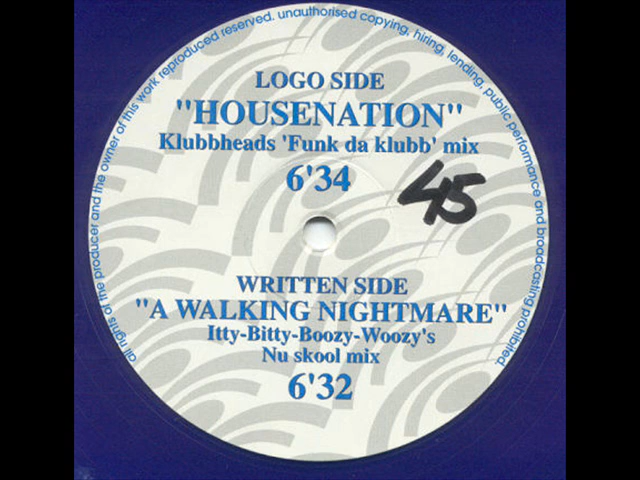 all rights of the producer and the owner of this work reproduced reserved. unauthorised copying, hiring, lending, public performance and broadcasting prohibited.
LOGO SIDE
"HOUSENATION"
Klubbheads 'Funk da klubb' mix
6'34
45
WRITTEN SIDE
"A WALKING NIGHTMARE"
Itty-Bitty-Boozy-Woozy's
Nu skool mix
6'32